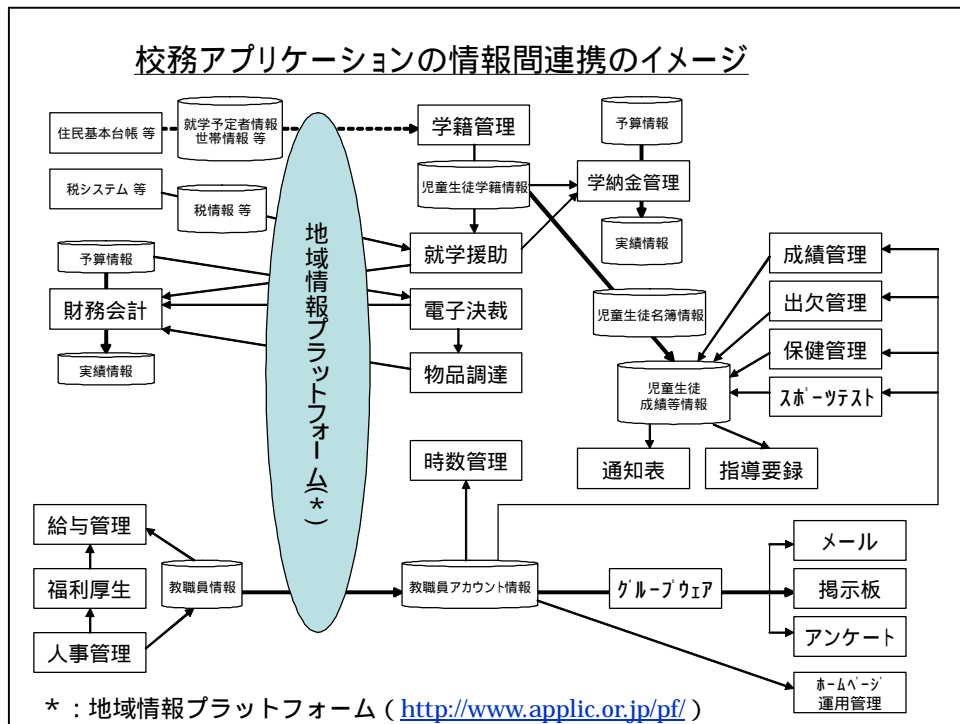 校務アプリケーションの情報間連携のイメージ
住民基本台帳 等
就学予定者情報
世帯情報 等
学籍管理
予算情報
税システム 等
税情報 等
児童生徒学籍情報
学納金管理
予算情報
就学援助
実績情報
成績管理
財務会計
電子決裁
児童生徒名簿情報
出欠管理
実績情報
物品調達
児童生徒
成績等情報
保健管理
スポーツテスト
地域情報プラットフォーム(*)
時数管理
通知表
指導要録
給与管理
福利厚生
教職員情報
教職員アカウント情報
グループウェア
メール
掲示板
人事管理
アンケート
ホームページ
運用管理
*:地域情報プラットフォーム(http://www.applic.or.jp/pf/)